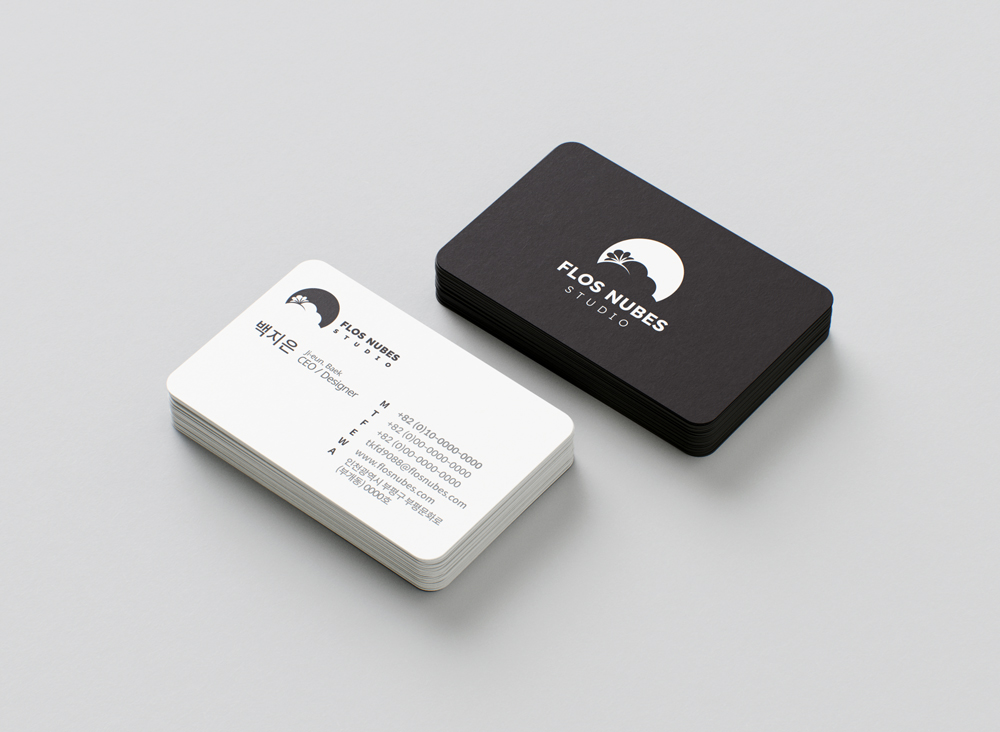 FLOS NUBES
STUDIO
백지은
Ji-eun. Baek
CEO / Designer
M +82 (0)10-0000-0000
T +82 (0)00-0000-0000
F +82 (0)00-0000-0000
E tkfd9088@flosnubes.com
W www.flosnubes.com
A 인천광역시 부평구 부평문화로
(부개동) 0000호
FLOS NUBES
STUDIO